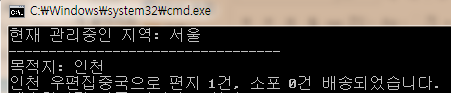 C:\Windows\system32\cmd.exe
현재 관리중인 지역: 서울
----------------------------------
목적지: 인천
인천 우편집중국으로 편지 1건, 소포 0건 배송되었습니다.